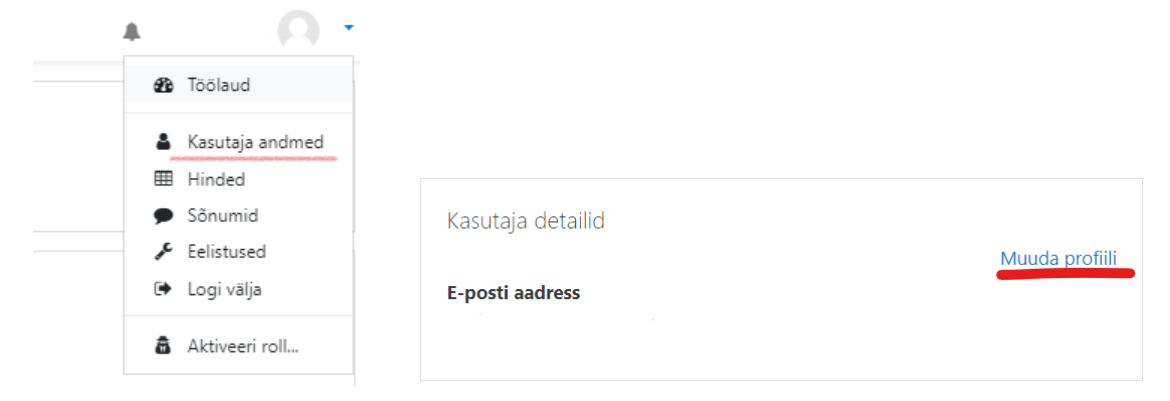 Töölaud
Kasutaja andmed
Hinded
Sõnumid
Eelistused
Logi välja
Aktiveeri roll...
Kasutaja detailid
Muuda profiili
E-posti aadress